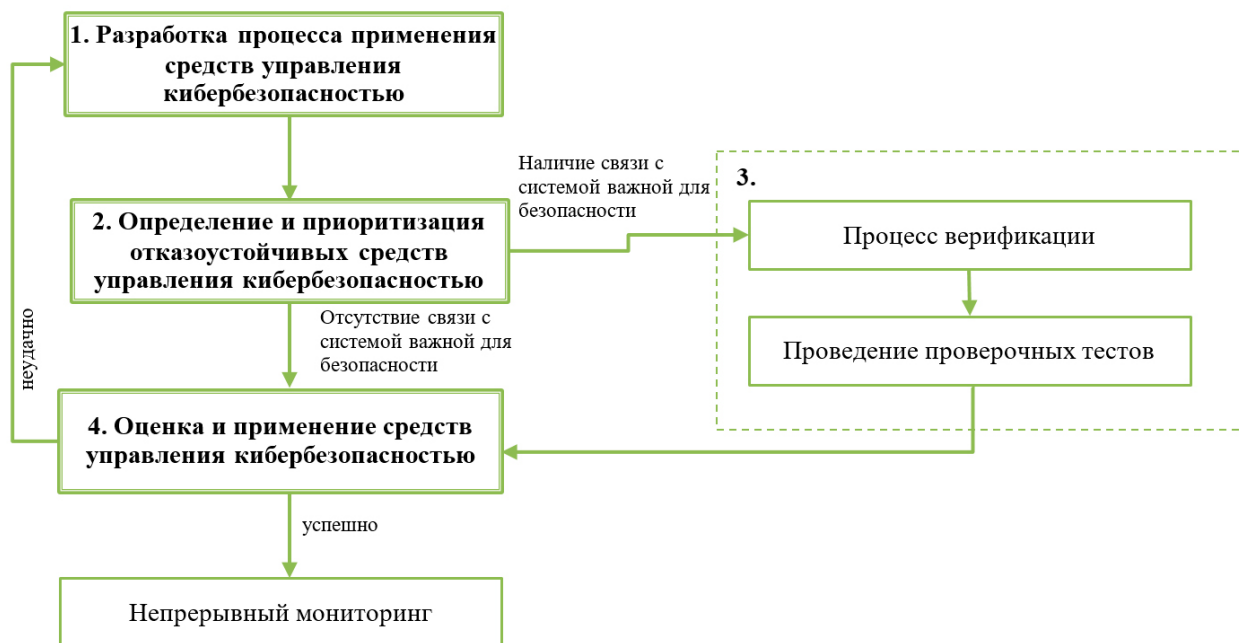 1. Разработка процесса применения
средств управления
кибербезопасностью
Наличие связи с
системой важной для
безопасности
3.
2. Определение и приоритизация
отказоустойчивых средств
управления кибербезопасностью
Процесс верификации
Отсутствие связи с
системой важной для
безопасности
Проведение проверочных тестов
неудачно
4. Оценка и применение средств
управления кибербезопасностью
успешно
Непрерывный мониторинг